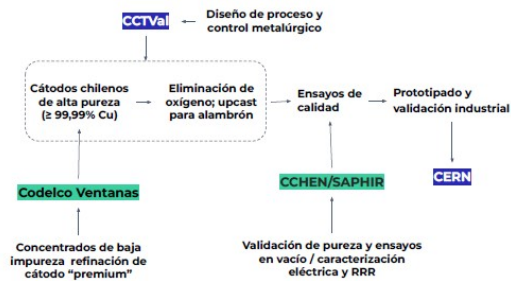 CCTVal
Diseño de proceso y
control metalúrgico
Cátodos chilenos
de alta pureza
(≥ 99,99% Cu)
Eliminación de
oxígeno; upcast
para alambrón
Ensayos de
calidad
Prototipado y
validación industrial
Codelco Ventanas
CCHEN/SAPHIR
CERN
Concentrados de baja
impureza refinación de
cátodo “premium”
Validación de pureza y ensayos
en vacío / caracterización
eléctrica y RRR